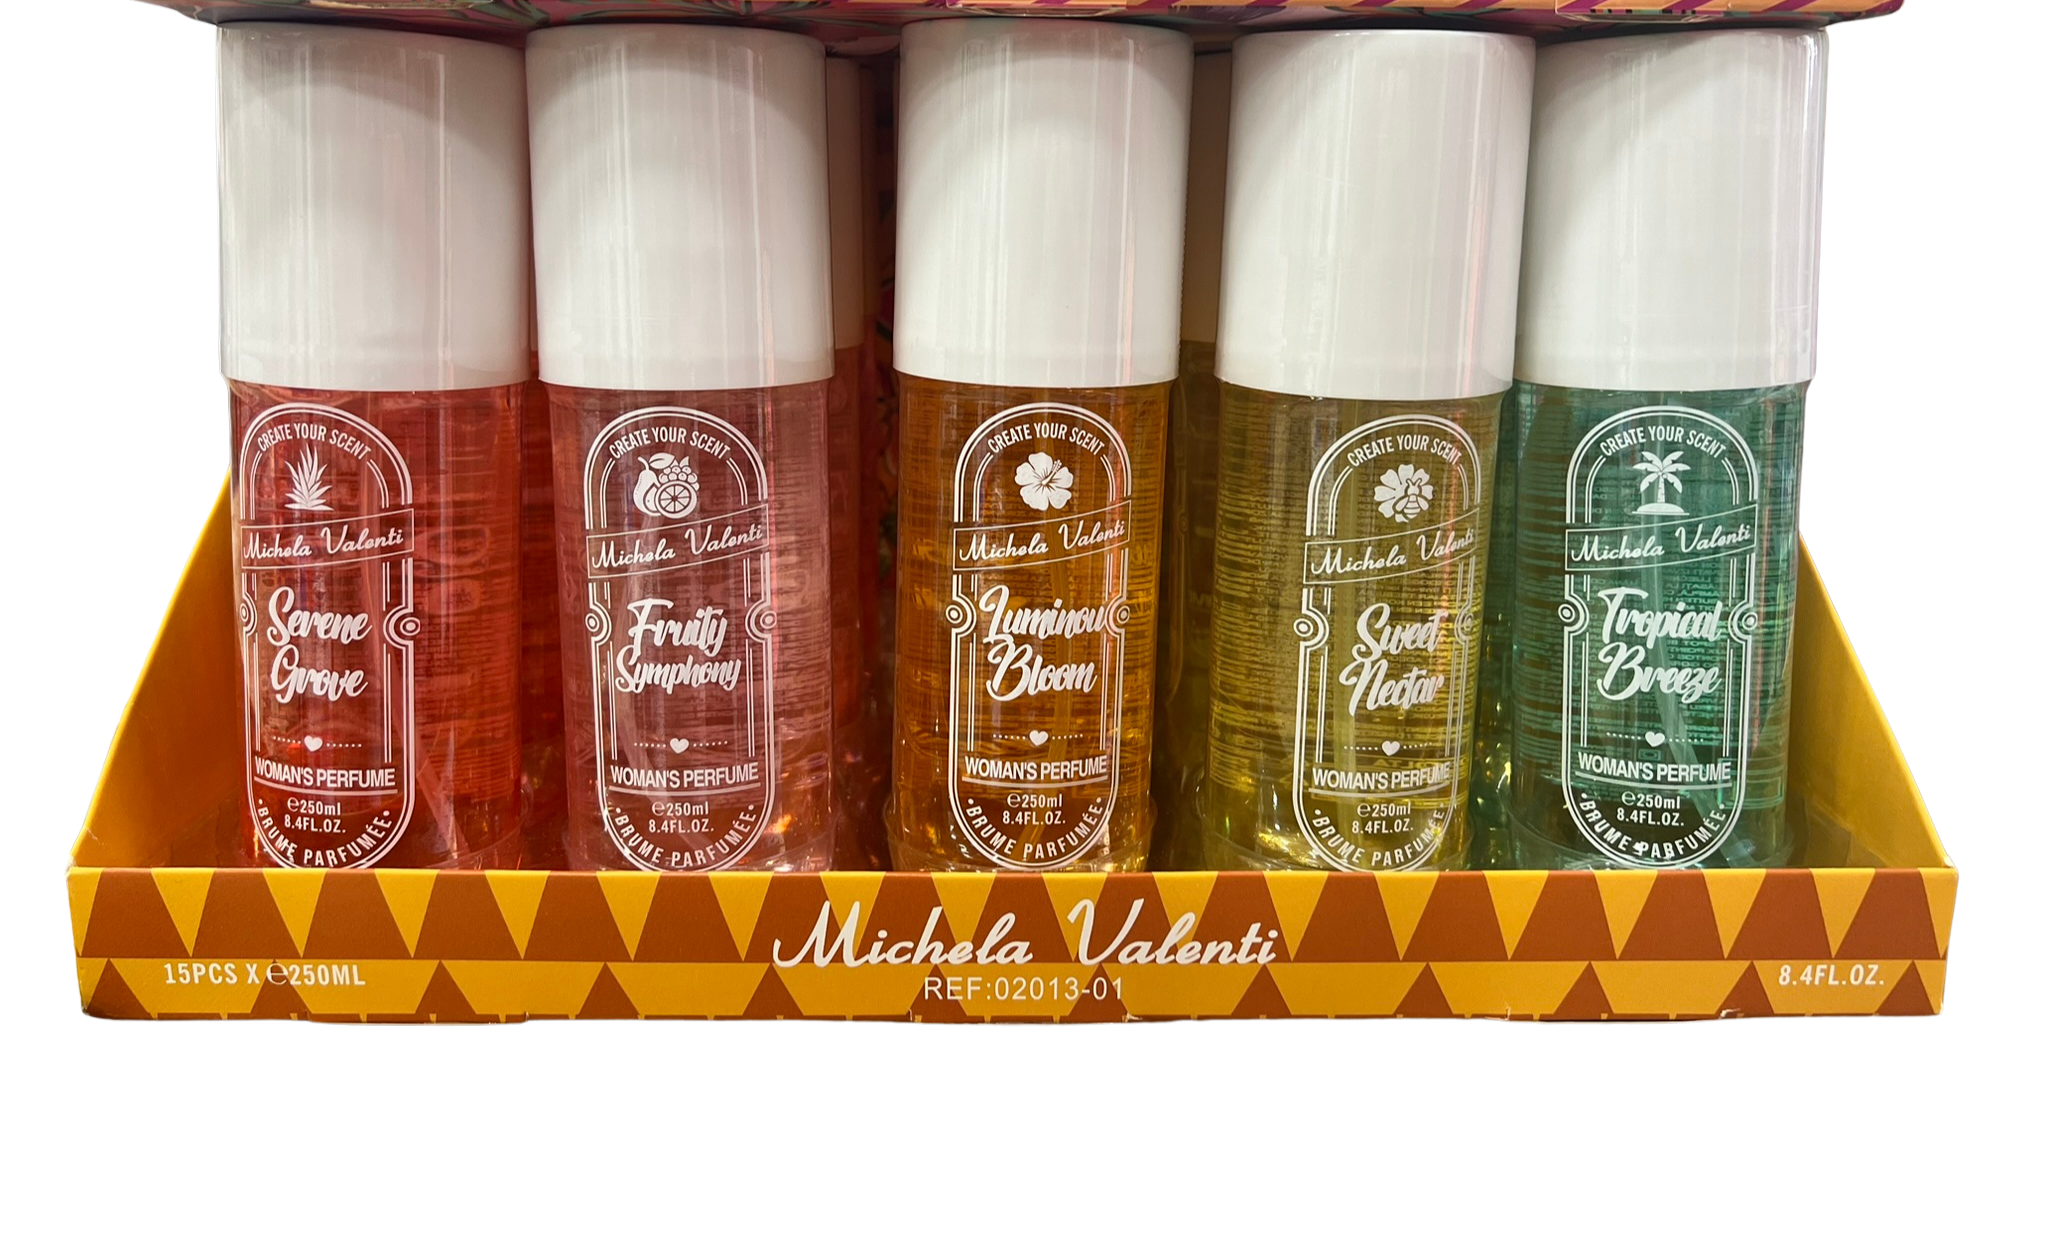 CREATE YOUR SCENT
Michela Valenti
Serene
Grove
WOMAN'S PERFUME
℮250ml
8.4FL.OZ.
•BRUME PARFUMÉE•
CREATE YOUR SCENT
Michela Valenti
Fruity
Symphony
WOMAN'S PERFUME
℮250ml
8.4FL.OZ.
•BRUME PARFUMÉE•
CREATE YOUR SCENT
Michela Valenti
Luminou
Bloom
WOMAN'S PERFUME
℮250ml
8.4FL.OZ.
•BRUME PARFUMÉE•
CREATE YOUR SCENT
Michela Valenti
Sweet
Nectar
WOMAN'S PERFUME
℮250ml
8.4FL.OZ.
•BRUME PARFUMÉE•
CREATE YOUR SCENT
Michela Valenti
Tropical
Breeze
WOMAN'S PERFUME
℮250ml
8.4FL.OZ.
•BRUME PARFUMÉE•
Michela Valenti
15PCS X ℮250ML
REF:02013-01
8.4FL.OZ.